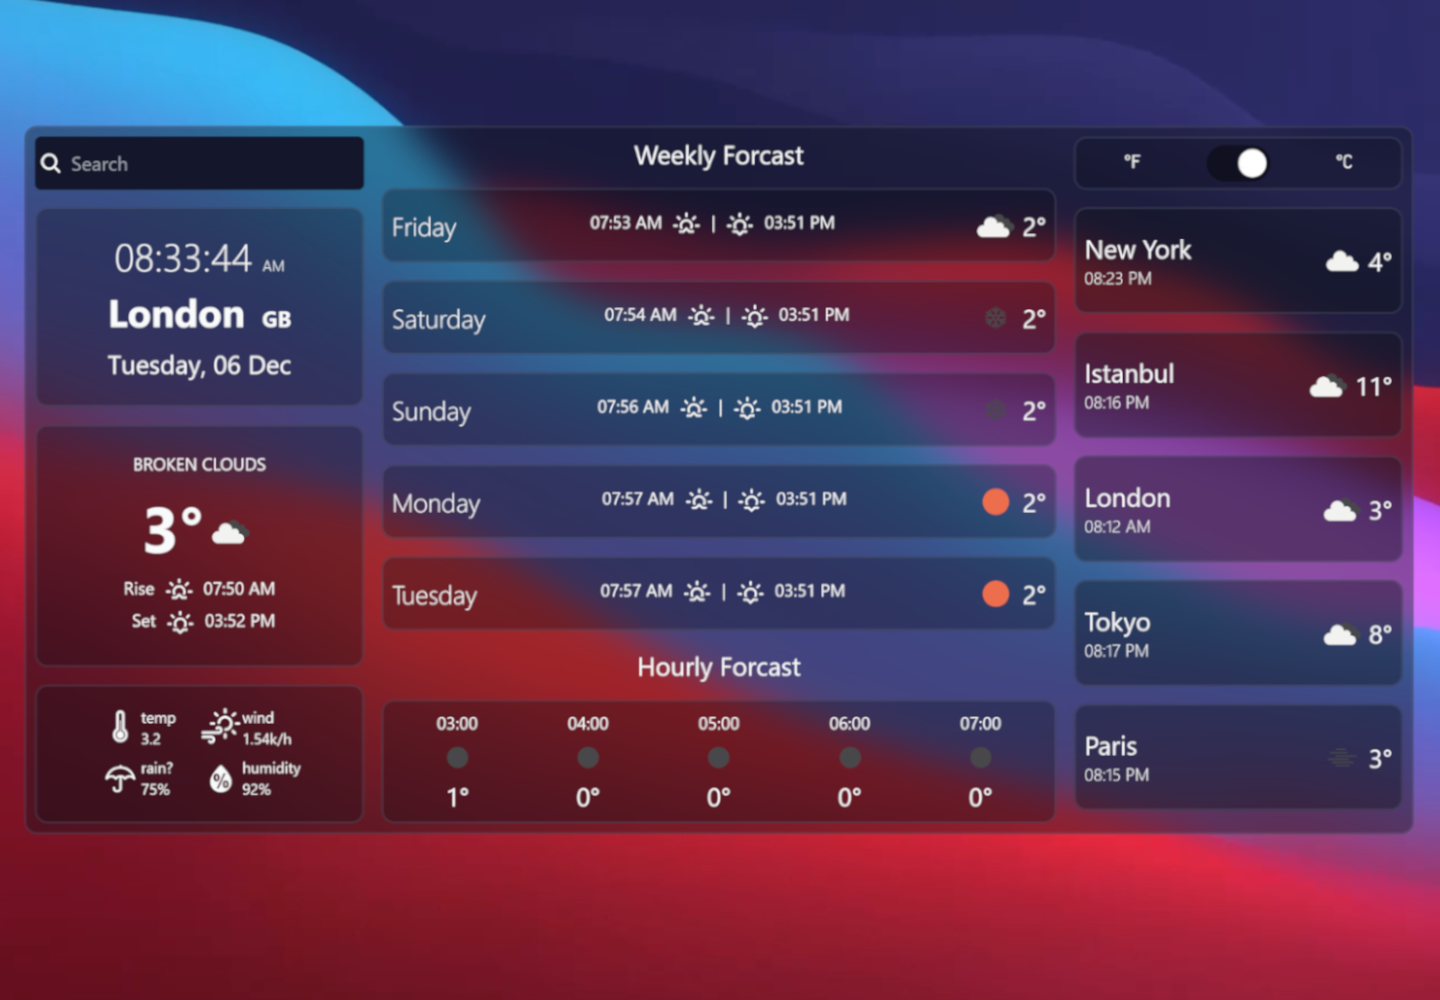 Search
08:33:44 AM
London GB
Tuesday, 06 Dec
BROKEN CLOUDS
3°
Rise 07:50 AM
Set 03:52 PM
temp
3.2
wind
1.54k/h
rain?
75%
humidity
92%
Weekly Forcast
Friday 07:53 AM | 03:51 PM 2°
Saturday 07:54 AM | 03:51 PM 2°
Sunday 07:56 AM | 03:51 PM 2°
Monday 07:57 AM | 03:51 PM 2°
Tuesday 07:57 AM | 03:51 PM 2°
Hourly Forcast
03:00 04:00 05:00 06:00 07:00
1° 0° 0° 0° 0°
°F °C
New York
08:23 PM
4°
Istanbul
08:16 PM
11°
London
08:12 AM
3°
Tokyo
08:17 PM
8°
Paris
08:15 PM
3°